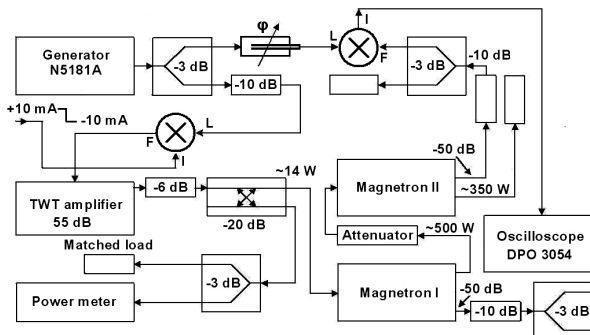 φ
I
L
F
Generator
N5181A
-3 dB
-10 dB
-3 dB
-10 dB
+10 mA
-10 mA
F
L
I
-50 dB
~350 W
Magnetron II
TWT amplifier
55 dB
-6 dB
~14 W
-20 dB
Attenuator
~500 W
Oscilloscope
DPO 3054
Matched load
-3 dB
Power meter
Magnetron I
-50 dB
-10 dB
-3 dB